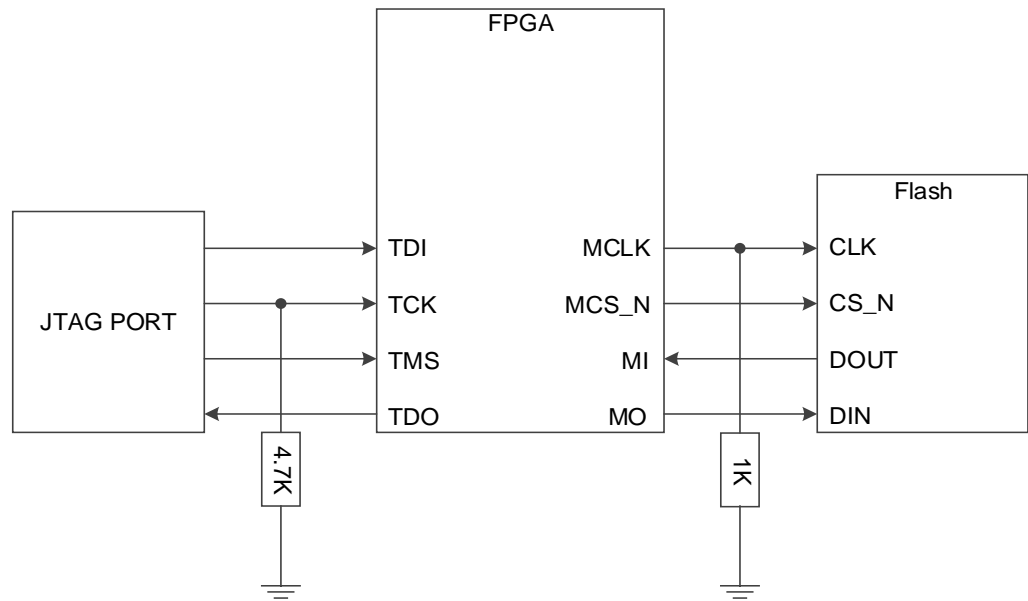 FPGA
Flash
JTAG PORT
TDI
TCK
TMS
TDO
MCLK
MCS_N
MI
MO
CLK
CS_N
DOUT
DIN
4.7K
1K